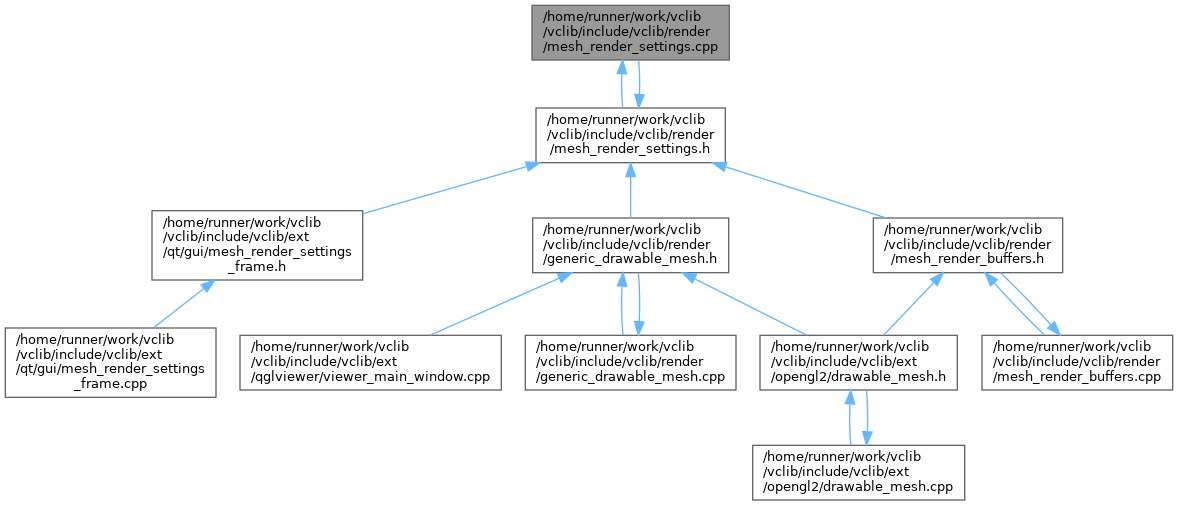 /home/runner/work/vclib
/vclib/include/vclib/render
/mesh_render_settings.cpp
/home/runner/work/vclib
/vclib/include/vclib/render
/mesh_render_settings.h
/home/runner/work/vclib
/vclib/include/vclib/ext
/qt/gui/mesh_render_settings
_frame.h
/home/runner/work/vclib
/vclib/include/vclib/render
/generic_drawable_mesh.h
/home/runner/work/vclib
/vclib/include/vclib/render
/mesh_render_buffers.h
/home/runner/work/vclib
/vclib/include/vclib/ext
/qt/gui/mesh_render_settings
_frame.cpp
/home/runner/work/vclib
/vclib/include/vclib/ext
/qglviewer/viewer_main_window.cpp
/home/runner/work/vclib
/vclib/include/vclib/render
/generic_drawable_mesh.cpp
/home/runner/work/vclib
/vclib/include/vclib/ext
/opengl2/drawable_mesh.h
/home/runner/work/vclib
/vclib/include/vclib/render
/mesh_render_buffers.cpp
/home/runner/work/vclib
/vclib/include/vclib/ext
/opengl2/drawable_mesh.cpp